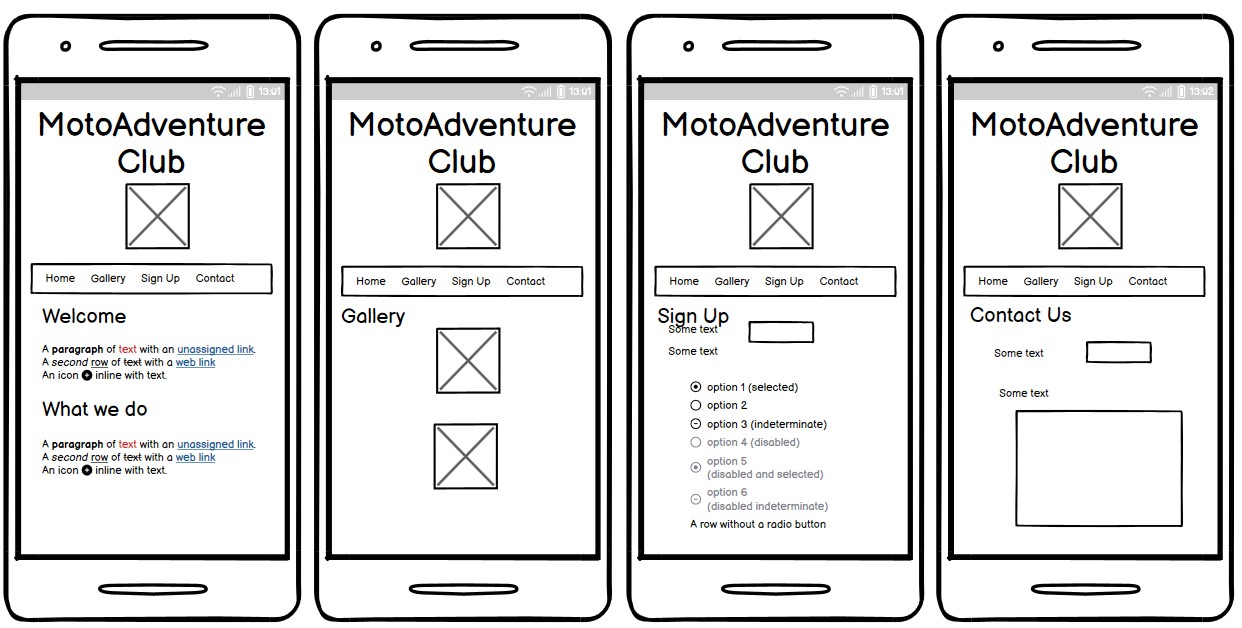 13:01
MotoAdventure
Club
Home Gallery Sign Up Contact
Welcome
A paragraph of text with an unassigned link.
A second row of text with a web link
An icon inline with text.
What we do
A paragraph of text with an unassigned link.
A second row of text with a web link
An icon inline with text.
13:01
MotoAdventure
Club
Home Gallery Sign Up Contact
Gallery
13:01
MotoAdventure
Club
Home Gallery Sign Up Contact
Sign Up
Some text
Some text
option 1 (selected)
option 2
option 3 (indeterminate)
option 4 (disabled)
option 5
(disabled and selected)
option 6
(disabled indeterminate)
A row without a radio button
13:02
MotoAdventure
Club
Home Gallery Sign Up Contact
Contact Us
Some text
Some text